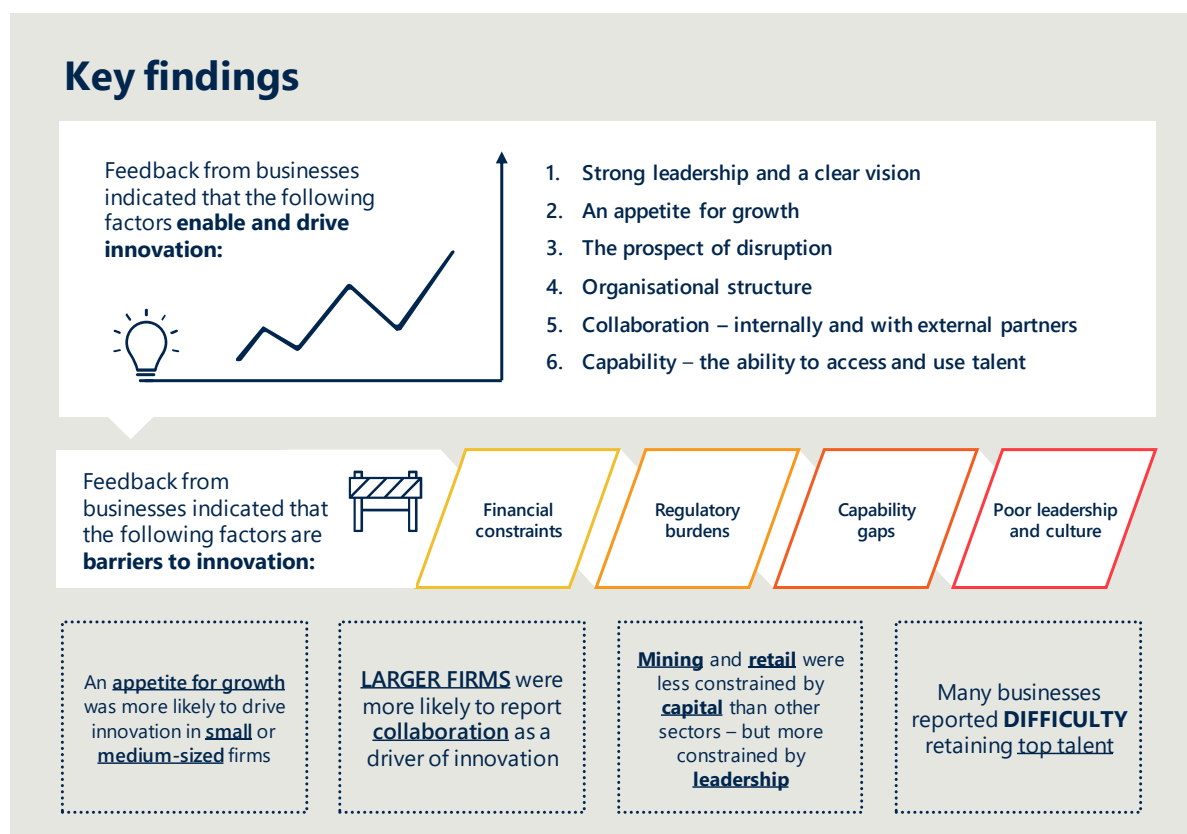 Key findings
Feedback from businesses
indicated that the following
factors enable and drive
innovation:
1. Strong leadership and a clear vision
2. An appetite for growth
3. The prospect of disruption
4. Organisational structure
5. Collaboration – internally and with external partners
6. Capability – the ability to access and use talent
Feedback from
businesses indicated that
the following factors are
barriers to innovation:
Financial
constraints
Regulatory
burdens
Capability
gaps
Poor leadership
and culture
An appetite for growth
was more likely to drive
innovation in small or
medium-sized firms
LARGER FIRMS were
more likely to report
collaboration as a
driver of innovation
Mining and retail were
less constrained by
capital than other
sectors – but more
constrained by
leadership
Many businesses
reported DIFFICULTY
retaining top talent